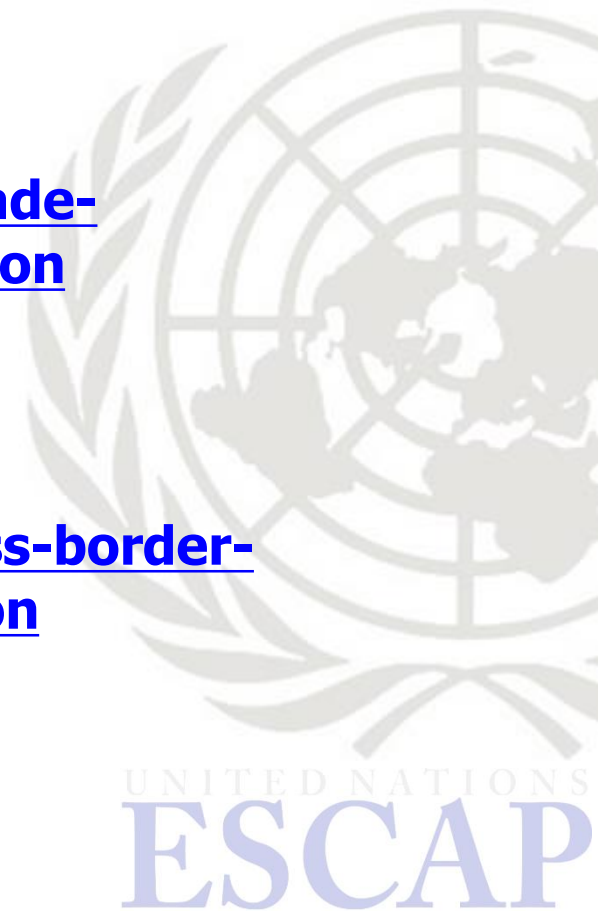 ade-
on
ss-border-
on
UNITED NATIONS
ESCAP